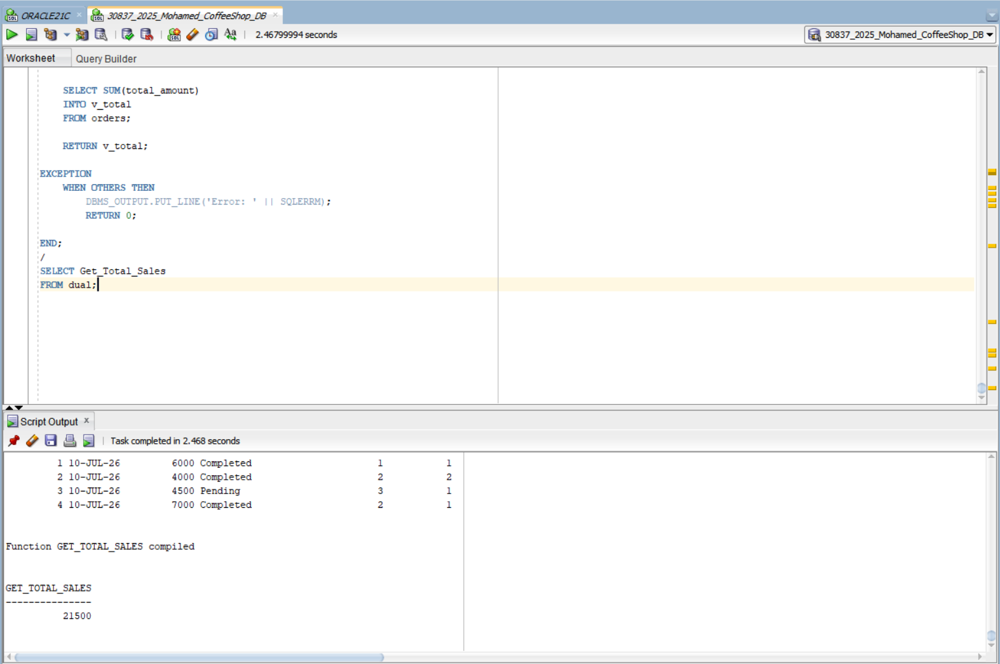 ORACLE21C
30837_2025_Mohamed_CoffeeShop_DB
2.46799994 seconds
30837_2025_Mohamed_CoffeeShop_DB
Worksheet
Query Builder
SELECT SUM(total_amount)
INTO v_total
FROM orders;
RETURN v_total;
EXCEPTION
WHEN OTHERS THEN
DBMS_OUTPUT.PUT_LINE('Error: ' || SQLERRM);
RETURN 0;
END;
/
SELECT Get_Total_Sales
FROM dual;
Script Output
Task completed in 2.468 seconds
1 10-JUL-26 6000 Completed 1 1
2 10-JUL-26 4000 Completed 2 2
3 10-JUL-26 4500 Pending 3 1
4 10-JUL-26 7000 Completed 2 1
Function GET_TOTAL_SALES compiled
GET_TOTAL_SALES
---------------
21500